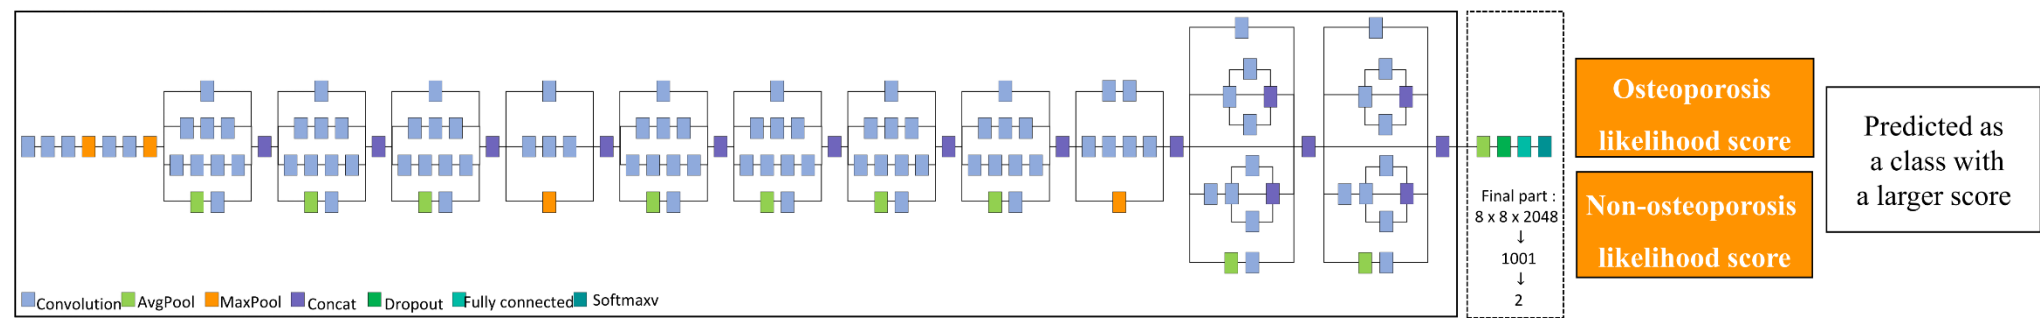 Convolution
AvgPool
MaxPool
Concat
Dropout
Fully connected
Softmaxv
Final part :
8 x 8 x 2048
↓
1001
↓
2
Osteoporosis
likelihood score
Non-osteoporosis
likelihood score
Predicted as
a class with
a larger score